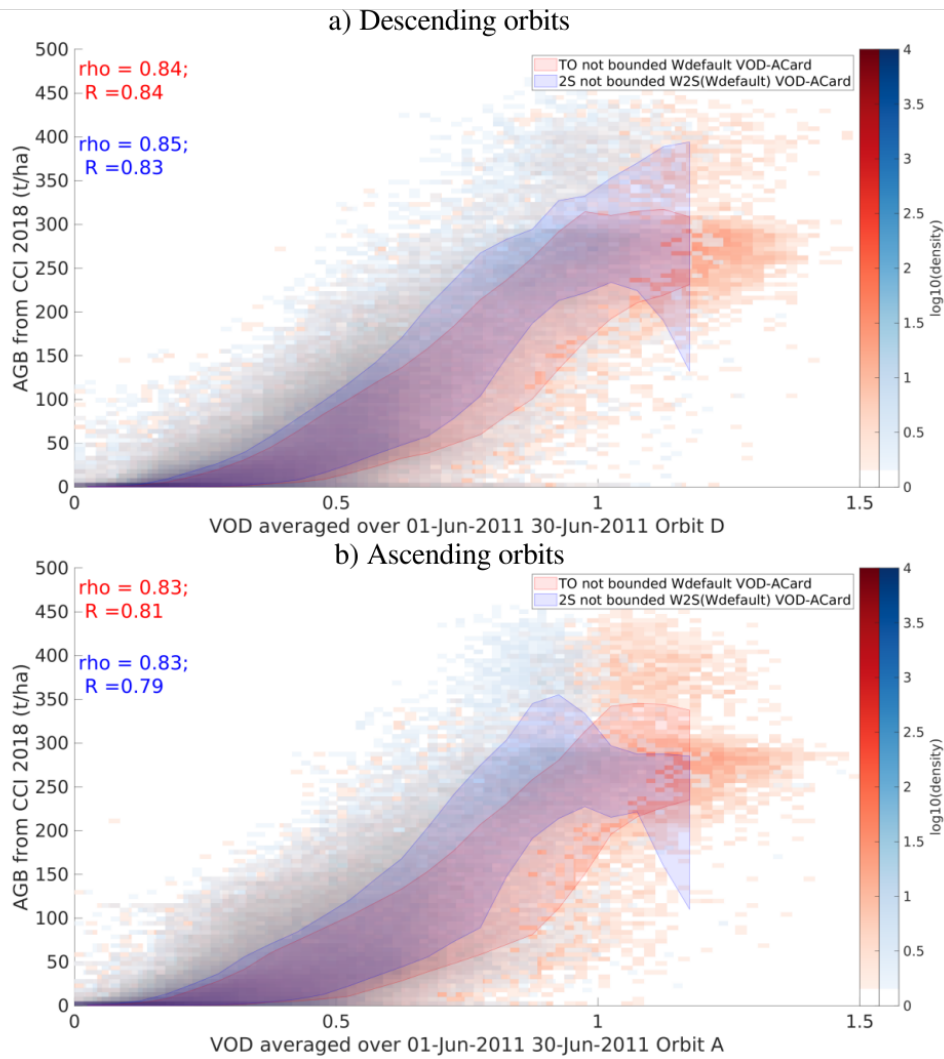 a) Descending orbits
500
450
400
350
300
250
200
150
100
50
0
AGB from CCI 2018 (t/ha)
rho = 0.84;
R =0.84
rho = 0.85;
R =0.83
TO not bounded Wdefault VOD-ACard
2S not bounded W2S(Wdefault) VOD-ACard
4
3.5
3
2.5
2
1.5
1
0.5
0
log10(density)
0
0.5
1
1.5
VOD averaged over 01-Jun-2011 30-Jun-2011 Orbit D
b) Ascending orbits
500
450
400
350
300
250
200
150
100
50
0
AGB from CCI 2018 (t/ha)
rho = 0.83;
R =0.81
rho = 0.83;
R =0.79
TO not bounded Wdefault VOD-ACard
2S not bounded W2S(Wdefault) VOD-ACard
4
3.5
3
2.5
2
1.5
1
0.5
0
log10(density)
0
0.5
1
1.5
VOD averaged over 01-Jun-2011 30-Jun-2011 Orbit A